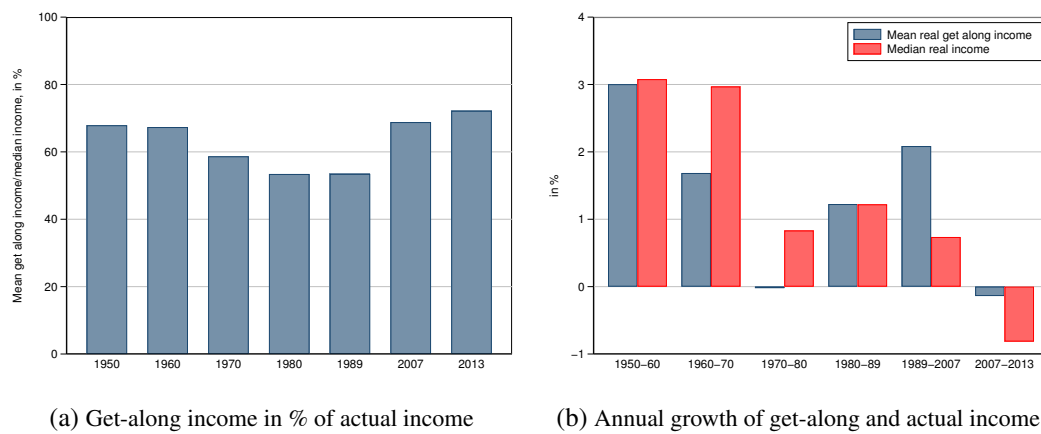 100
80
60
40
20
0
Mean get along income/median income, in %
1950 1960 1970 1980 1989 2007 2013
(a) Get-along income in % of actual income
in %
Mean real get along income
Median real income
4
3
2
1
0
−1
in %
1950−60 1960−70 1970−80 1980−89 1989−2007 2007−2013
(b) Annual growth of get-along and actual income